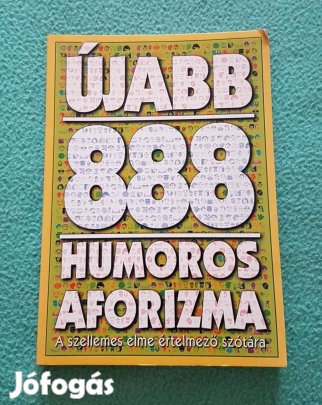 ÚJABB
888
HUMOROS
AFORIZMA
A szellemes elme értelmező szótára
Jófogás